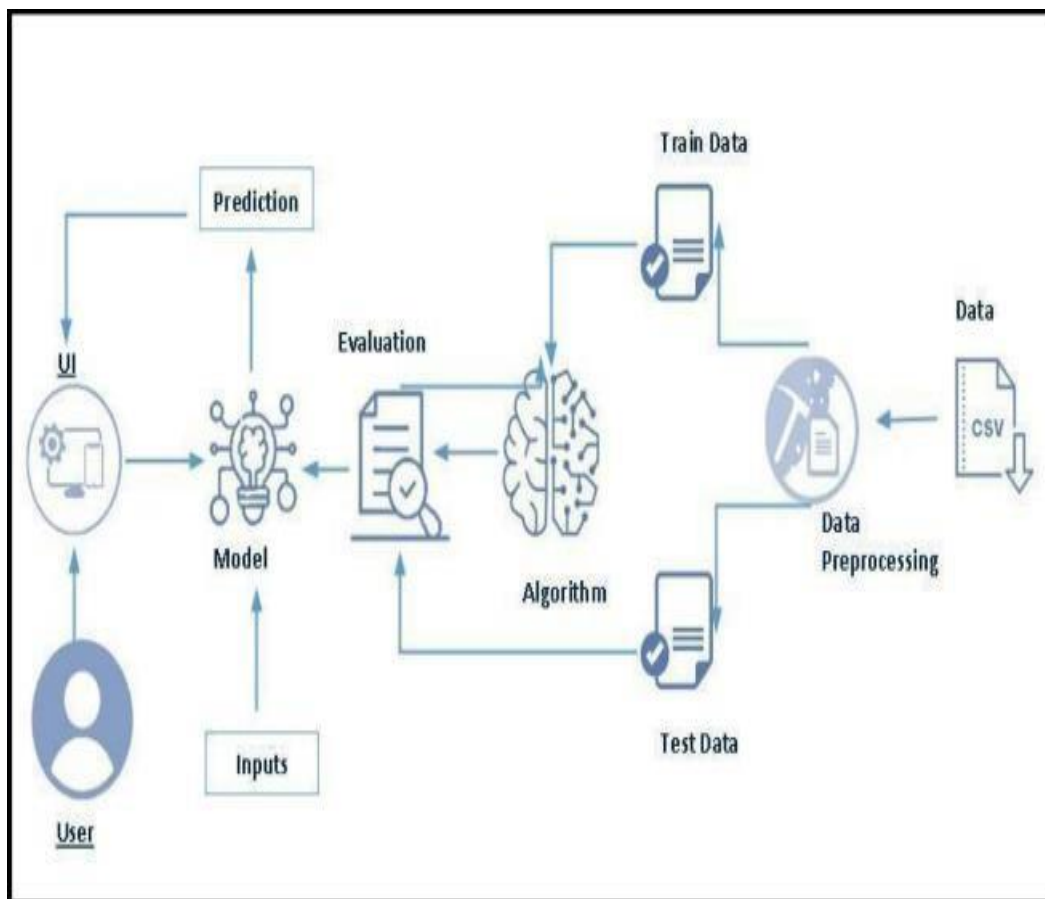 Train Data
Prediction
Data
Evaluation
UI
CSV
Data
Preprocessing
Model
Algorithm
Test Data
Inputs
User